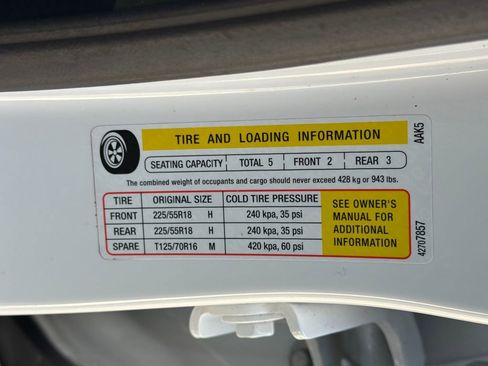 TIRE AND LOADING INFORMATION
SEATING CAPACITY TOTAL 5 FRONT 2 REAR 3
The combined weight of occupants and cargo should never exceed 428 kg or 943 lbs.
TIRE ORIGINAL SIZE COLD TIRE PRESSURE
FRONT 225/55R18 H 240 kpa, 35 psi
REAR 225/55R18 H 240 kpa, 35 psi
SPARE T125/70R16 M 420 kpa, 60 psi
SEE OWNER'S
MANUAL FOR
ADDITIONAL
INFORMATION
AAK5
42707857